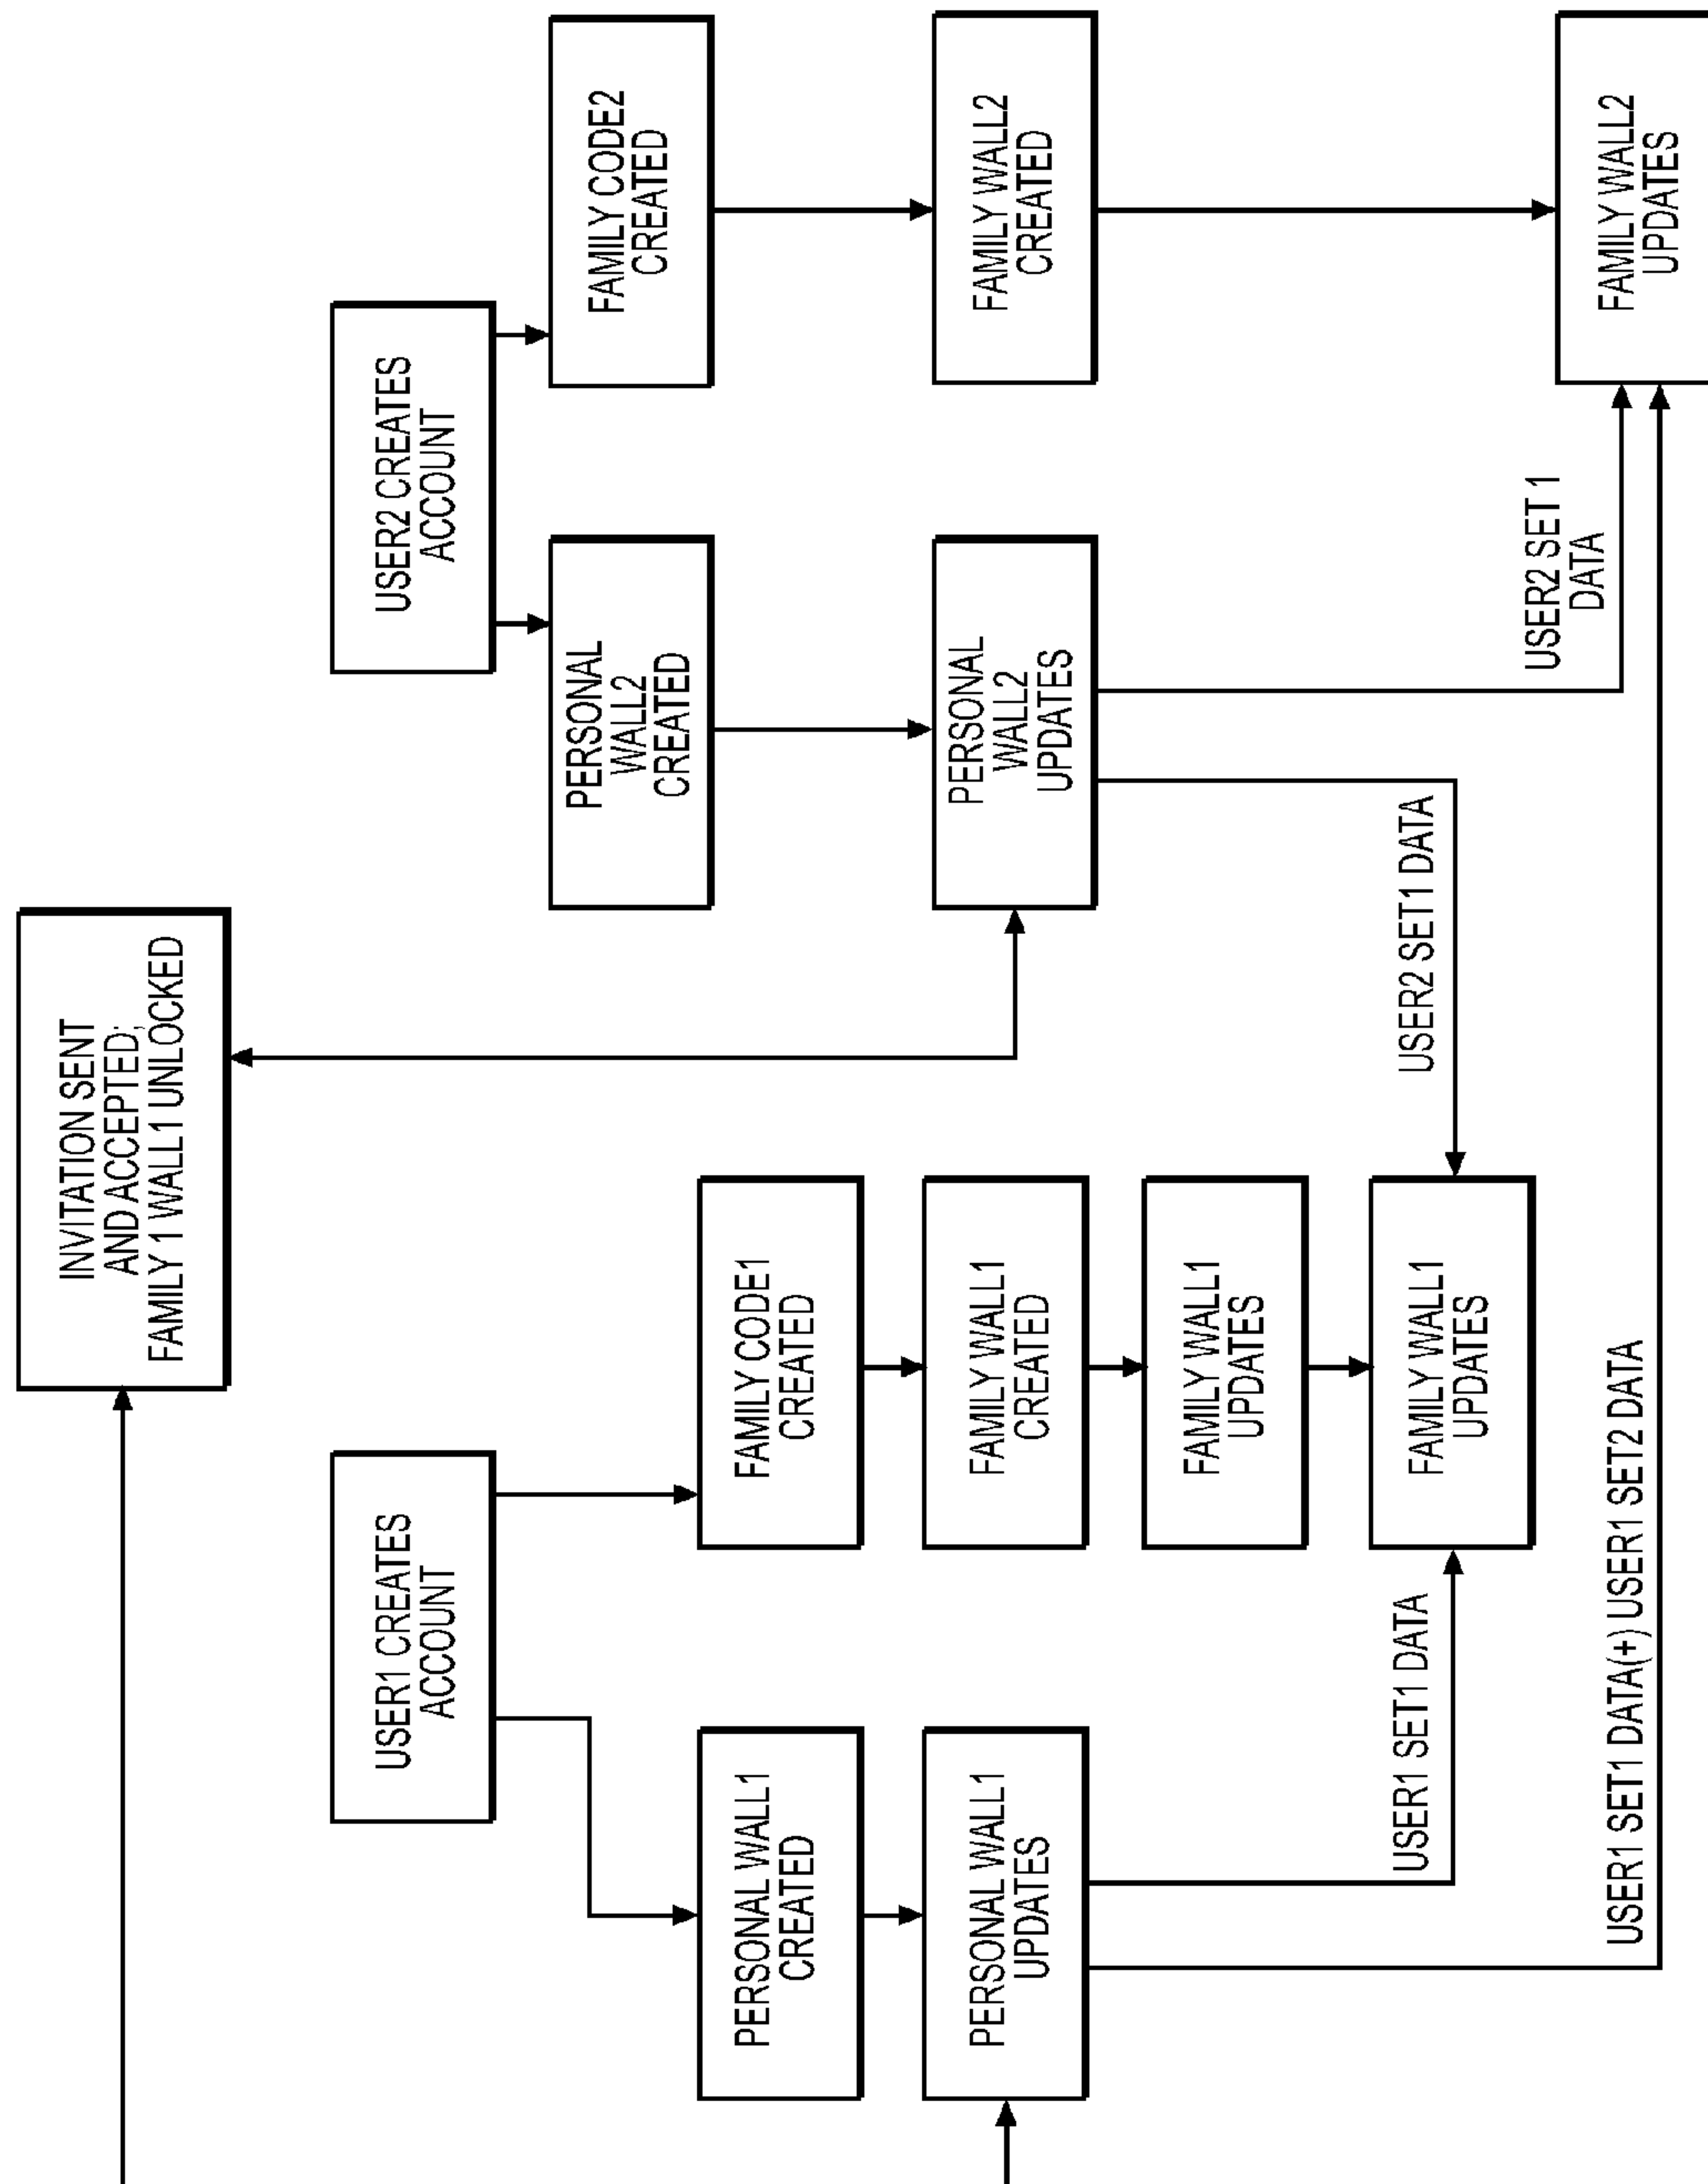 INVITATION SENT
AND ACCEPTED;
FAMILY 1 WALL1 UNLOCKED
USER1 CREATES
ACCOUNT
USER2 CREATES
ACCOUNT
PERSONAL
WALL2
CREATED
FAMILY CODE2
CREATED
PERSONAL WALL1
CREATED
FAMILY CODE1
CREATED
PERSONAL WALL1
UPDATES
FAMILY WALL1
CREATED
PERSONAL
WALL2
UPDATES
FAMILY WALL2
CREATED
FAMILY WALL1
UPDATES
USER1 SET1 DATA
FAMILY WALL1
UPDATES
USER2 SET1 DATA
USER2 SET 1
DATA
USER1 SET1 DATA(+) USER1 SET2 DATA
FAMILY WALL2
UPDATES